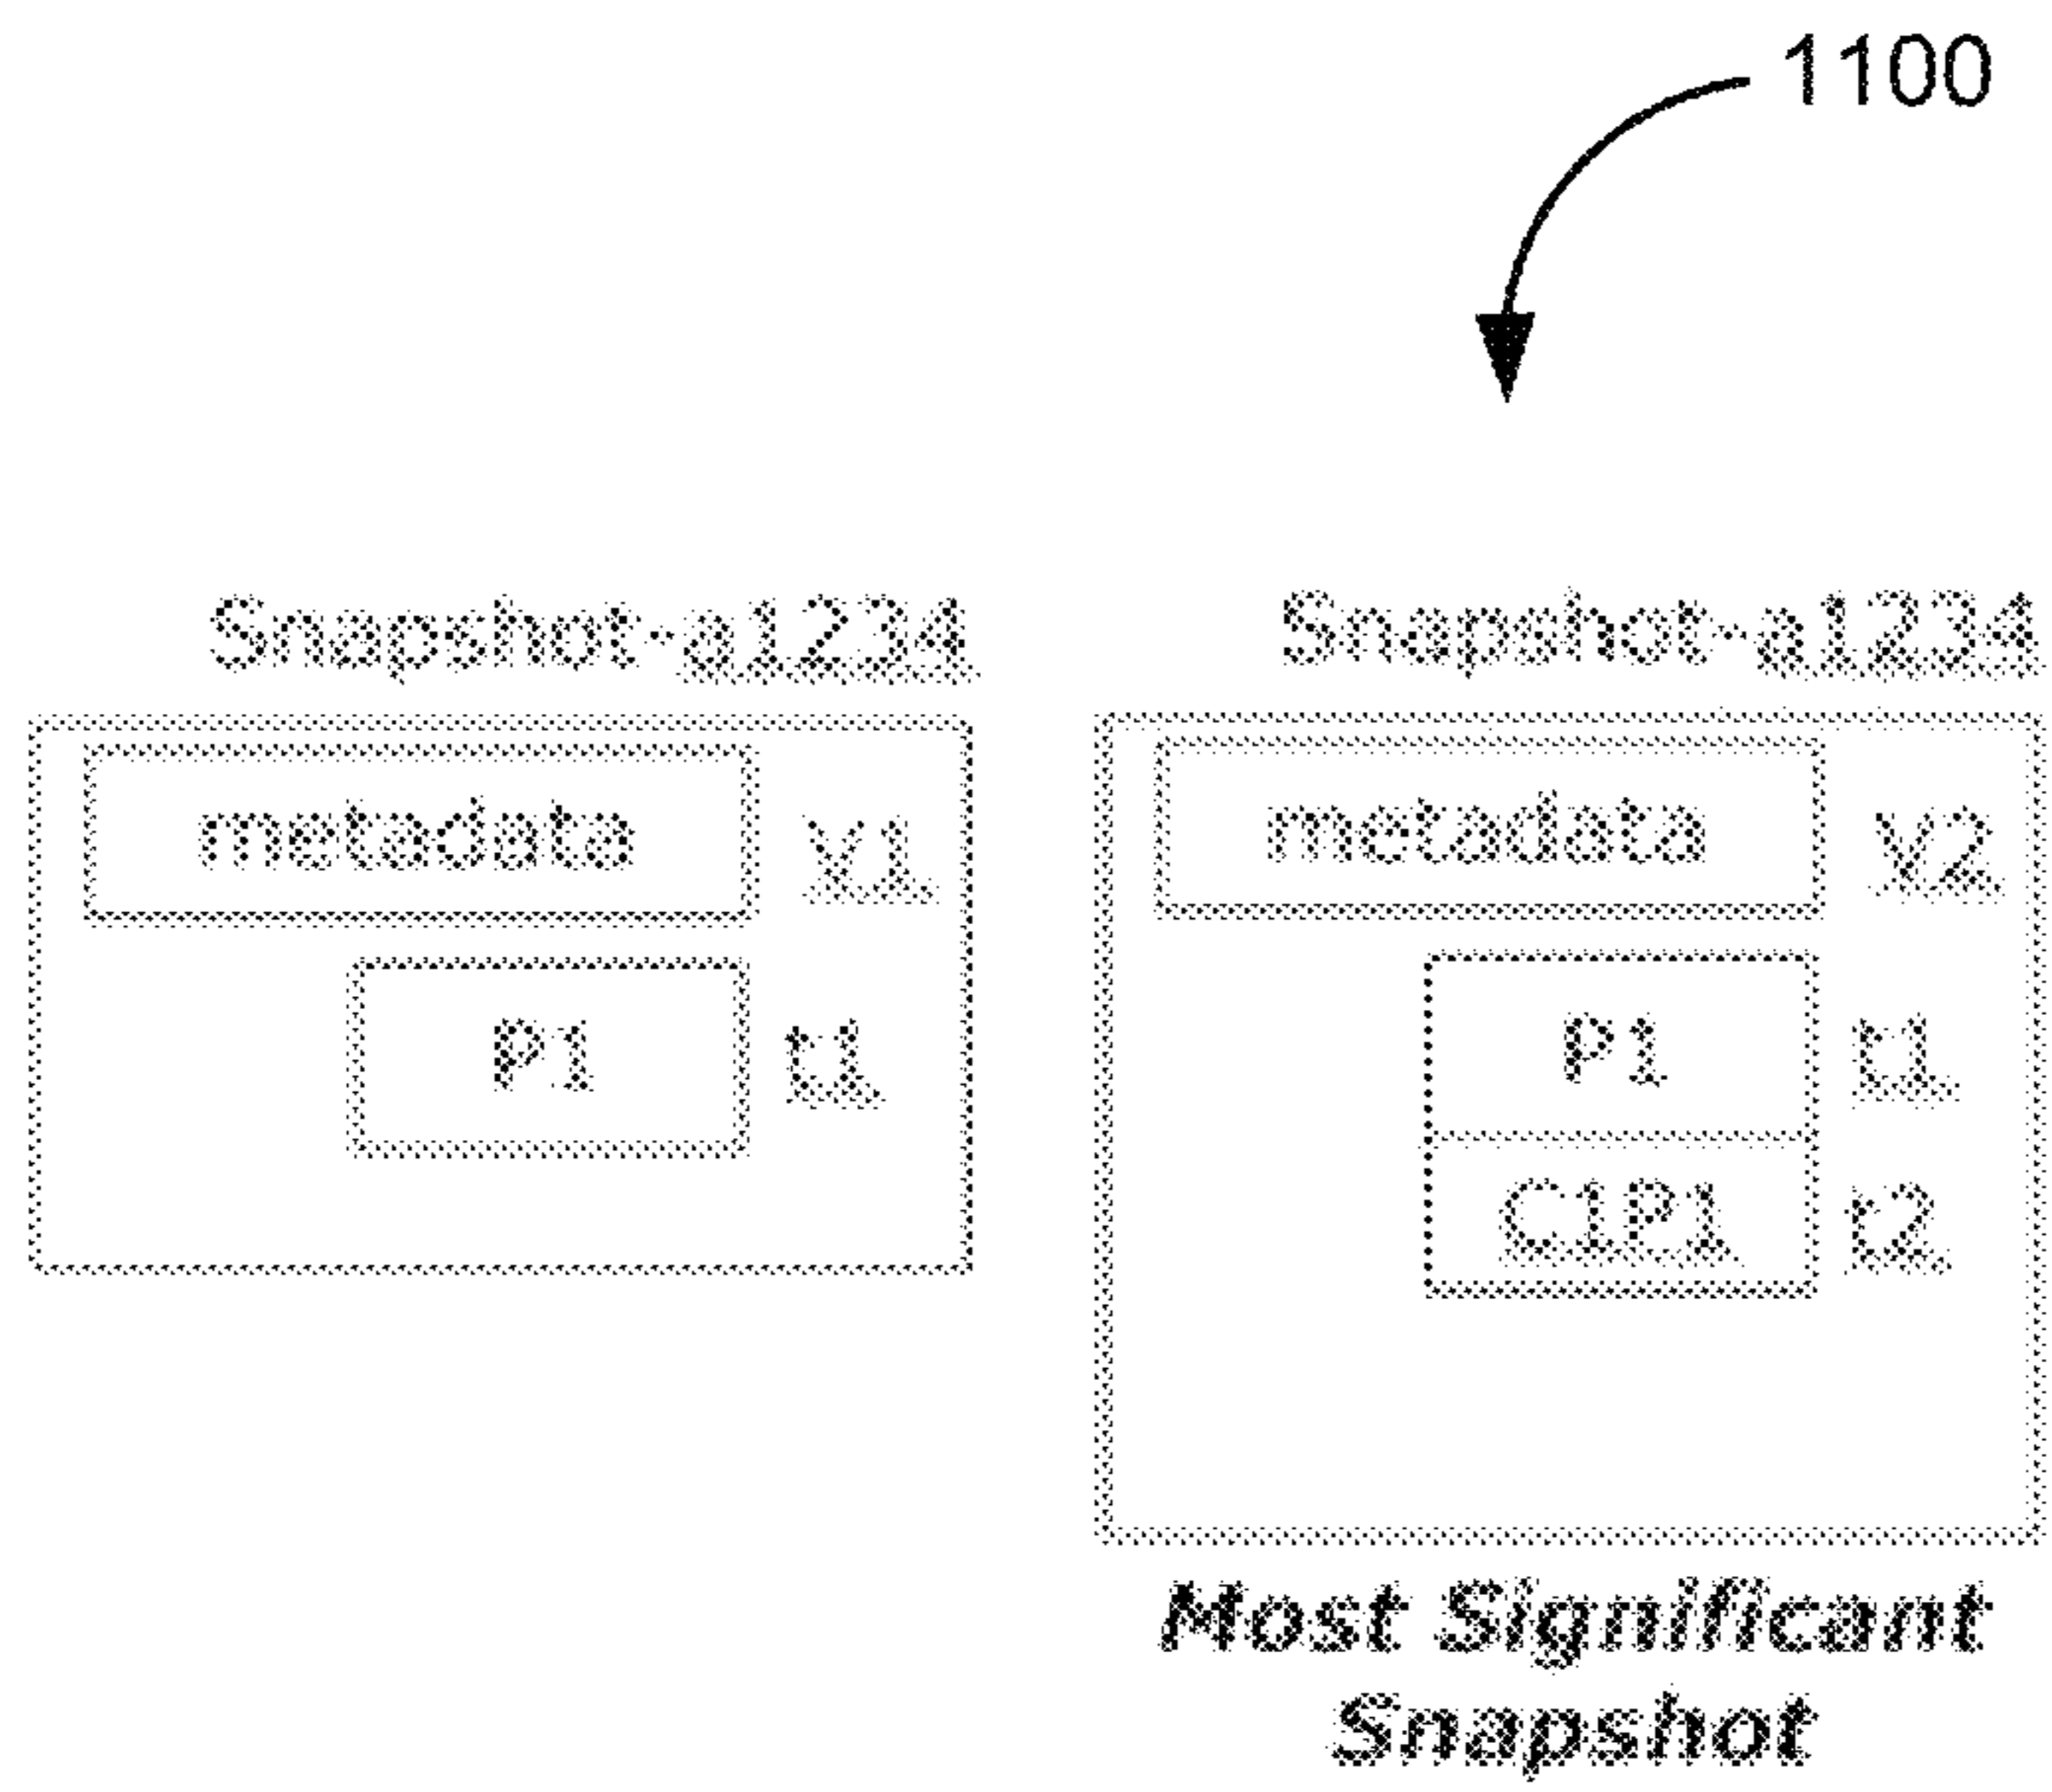 1100
Snapshot-a1234
Snapshot-a1234
metadata v1
metadata V2
P1 t1
P1 t1
C1P1 t2
Most Significant
Snapshot